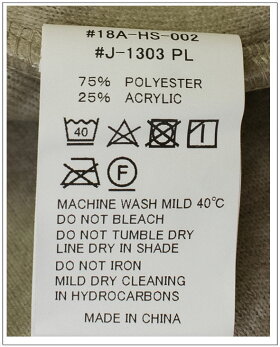 #18A-HS-002
#J-1303 PL
75% POLYESTER
25% ACRYLIC
40
F
MACHINE WASH MILD 40℃
DO NOT BLEACH
DO NOT TUMBLE DRY
LINE DRY IN SHADE
DO NOT IRON
MILD DRY CLEANING
IN HYDROCARBONS
MADE IN CHINA